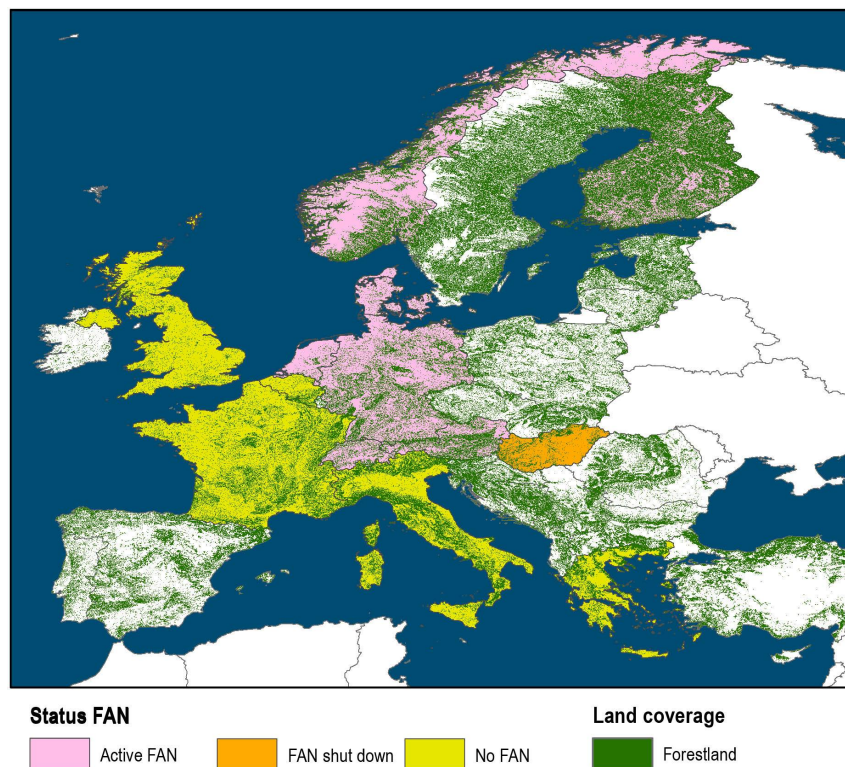 Status FAN
Land coverage
Active FAN
FAN shut down
No FAN
Forestland